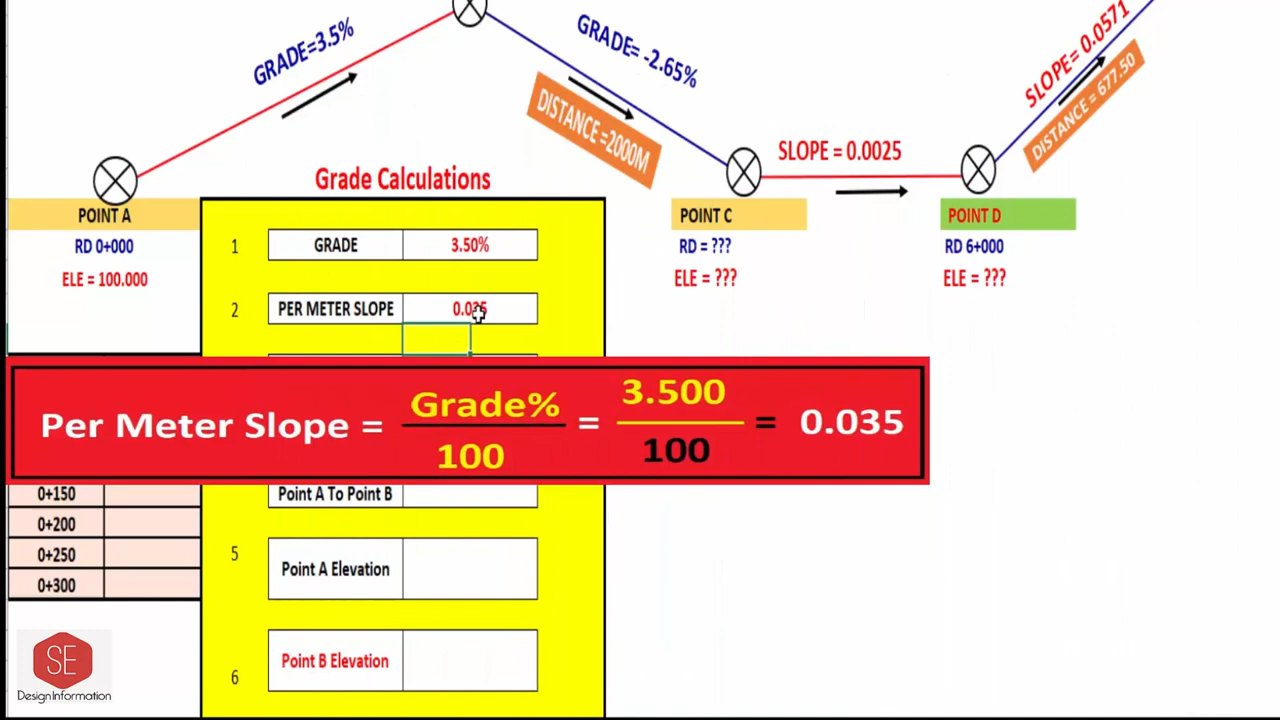 GRADE=3.5%
GRADE= -2.65%
DISTANCE =2000M
SLOPE = 0.0025
SLOPE= 0.0571
DISTANCE = 677.50
POINT A
RD 0+000
ELE = 100.000
Grade Calculations
POINT C
RD = ???
ELE = ???
POINT D
RD 6+000
ELE = ???
1 GRADE 3.50%
2 PER METER SLOPE 0.035
Per Meter Slope = Grade% / 100 = 3.500 / 100 = 0.035
Point A To Point B
5 Point A Elevation
6 Point B Elevation
0+150
0+200
0+250
0+300
SE
Design Information